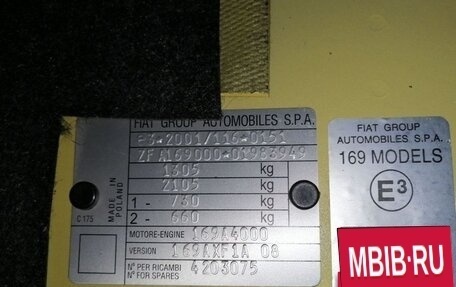 FIAT GROUP AUTOMOBILES S.P.A.
E3*2001/116*0151
ZFA169000*01983949
1305 kg
2105 kg
1 - 730 kg
2 - 660 kg
MADE IN POLAND
C 175
MOTORE-ENGINE 169A4000
VERSION 169AXF1A 08
N° PER RICAMBI
N° FOR SPARES 4203075
FIAT GROUP
AUTOMOBILES S.P.A.
169 MODELS
E3
MBIB.RU